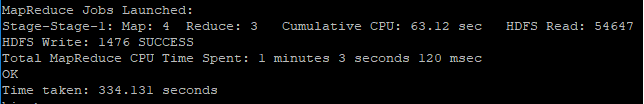 MapReduce Jobs Launched:
Stage-Stage-1: Map: 4  Reduce: 3   Cumulative CPU: 63.12 sec   HDFS Read: 54647
HDFS Write: 1476 SUCCESS
Total MapReduce CPU Time Spent: 1 minutes 3 seconds 120 msec
OK
Time taken: 334.131 seconds